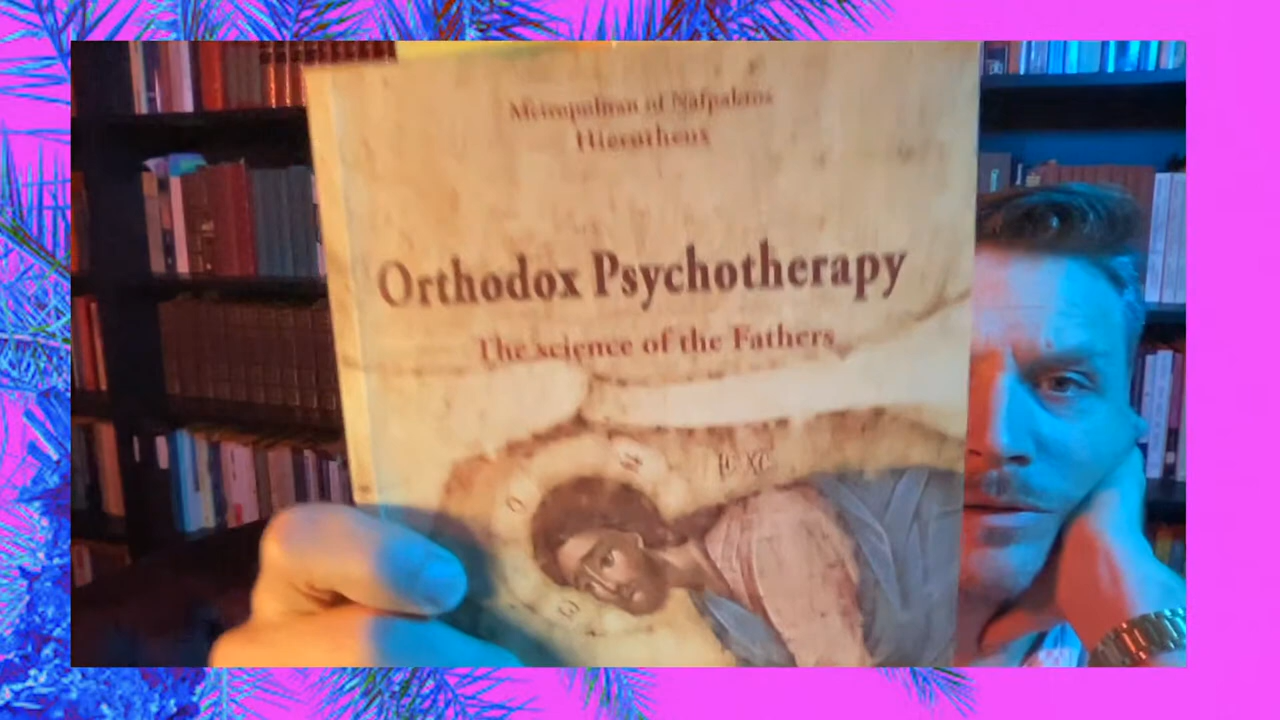 Metropolitan of Nafpaktos
Hierotheos
Orthodox Psychotherapy
The science of the Fathers
IC XC
Ο
Ω
Ν